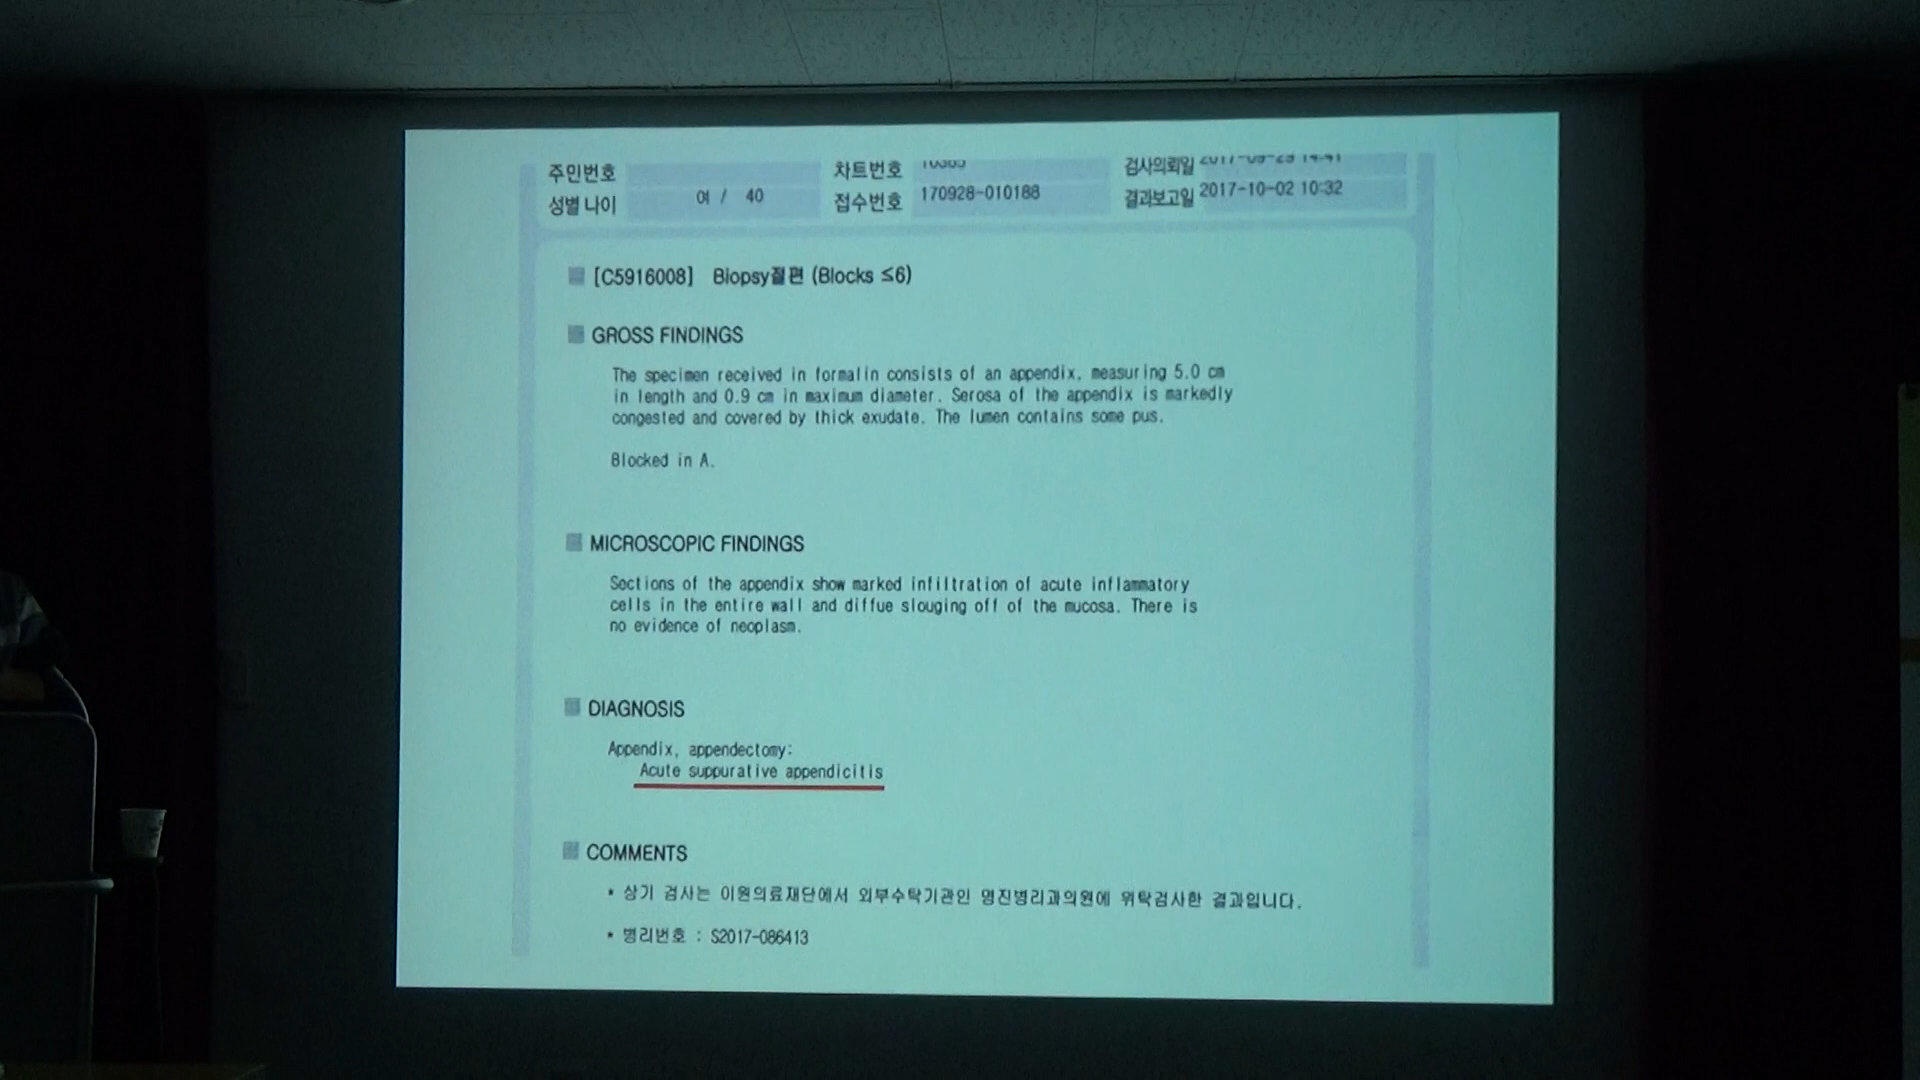 주민번호 차트번호 검사의뢰일
성별 나이 여 / 40 접수번호 170928-010188 결과보고일 2017-10-02 10:32
[C5916008] Biopsy절편 (Blocks ≤6)
GROSS FINDINGS
The specimen received in formalin consists of an appendix, measuring 5.0 cm
in length and 0.9 cm in maximum diameter. Serosa of the appendix is markedly
congested and covered by thick exudate. The lumen contains some pus.
Blocked in A.
MICROSCOPIC FINDINGS
Sections of the appendix show marked infiltration of acute inflammatory
cells in the entire wall and diffue slouging off of the mucosa. There is
no evidence of neoplasm.
DIAGNOSIS
Appendix, appendectomy:
Acute suppurative appendicitis
COMMENTS
* 상기 검사는 이원의료재단에서 외부수탁기관인 명진병리과의원에 위탁검사한 결과입니다.
* 병리번호 : S2017-086413